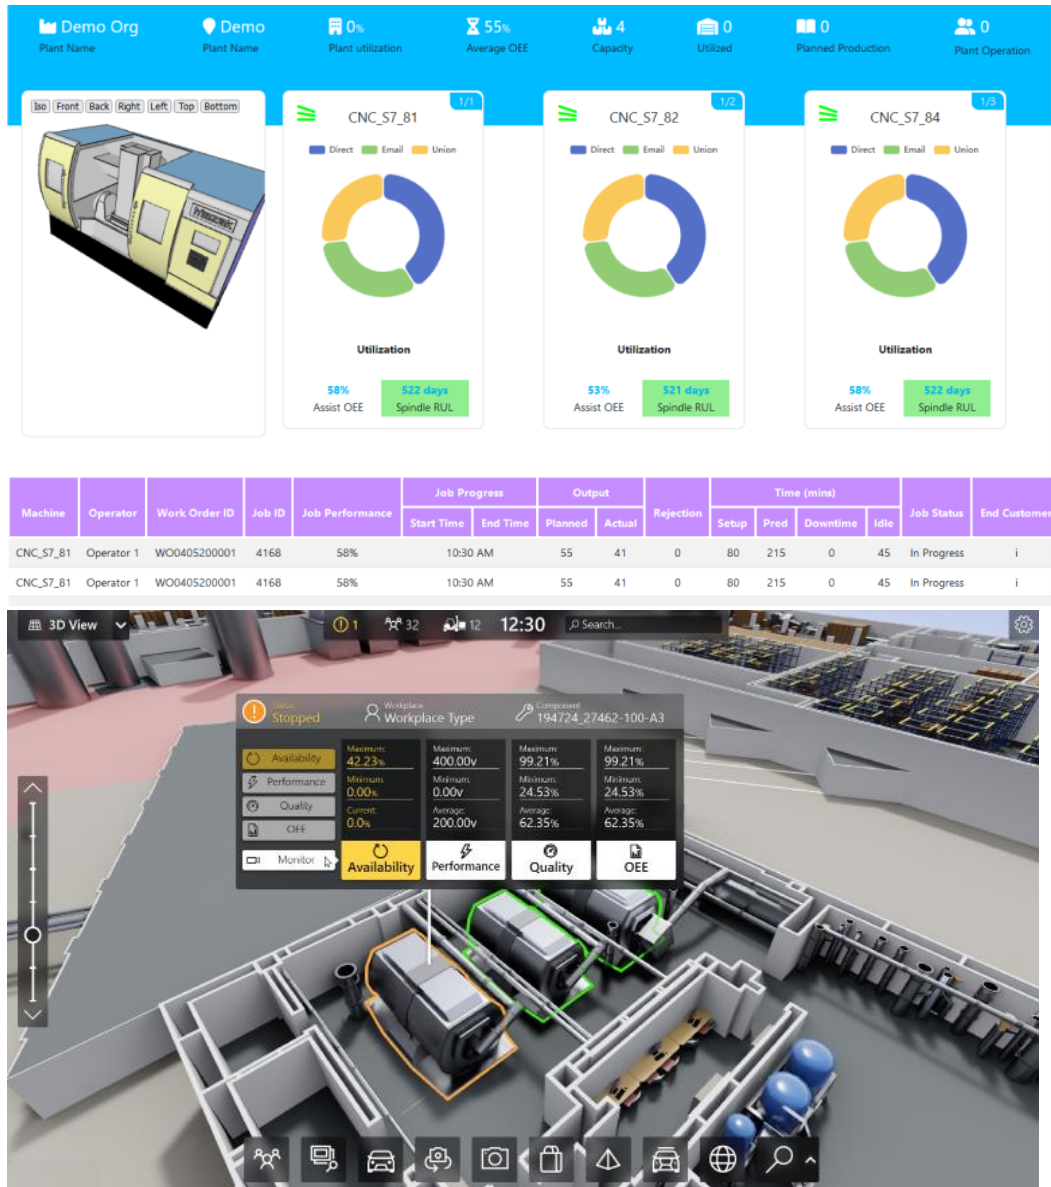 Demo Org Demo 0% 55% 4 0 0 0
Plant Name Plant Name Plant utilization Average OEE Capacity Utilized Planned Production Plant Operation
Iso Front Back Right Left Top Bottom
Mazak
1/1
CNC_S7_81
Direct Email Union
Utilization
58% 522 days
Assist OEE Spindle RUL
1/2
CNC_S7_82
Direct Email Union
Utilization
53% 521 days
Assist OEE Spindle RUL
1/3
CNC_S7_84
Direct Email Union
Utilization
58% 522 days
Assist OEE Spindle RUL
Job Progress Output Time (mins)
Machine Operator Work Order ID Job ID Job Performance Rejection Job Status End Customer
Start Time End Time Planned Actual Setup Pred Downtime Idle
CNC_S7_81 Operator 1 WO0405200001 4168 58% 10:30 AM 55 41 0 80 215 0 45 In Progress i
CNC_S7_81 Operator 1 WO0405200001 4168 58% 10:30 AM 55 41 0 80 215 0 45 In Progress i
3D View 1 32 12 12:30 Search...
Status Workplace Component
Stopped Workplace Type 194724_27462-100-A3
Availability
Performance
Quality
OEE
Monitor
Maximum: Maximum: Maximum: Maximum:
42.23% 400.00v 99.21% 99.21%
Minimum: Minimum: Minimum: Minimum:
0.00% 0.00v 24.53% 24.53%
Current: Average: Average: Average:
0.0% 200.00v 62.35% 62.35%
Availability Performance Quality OEE